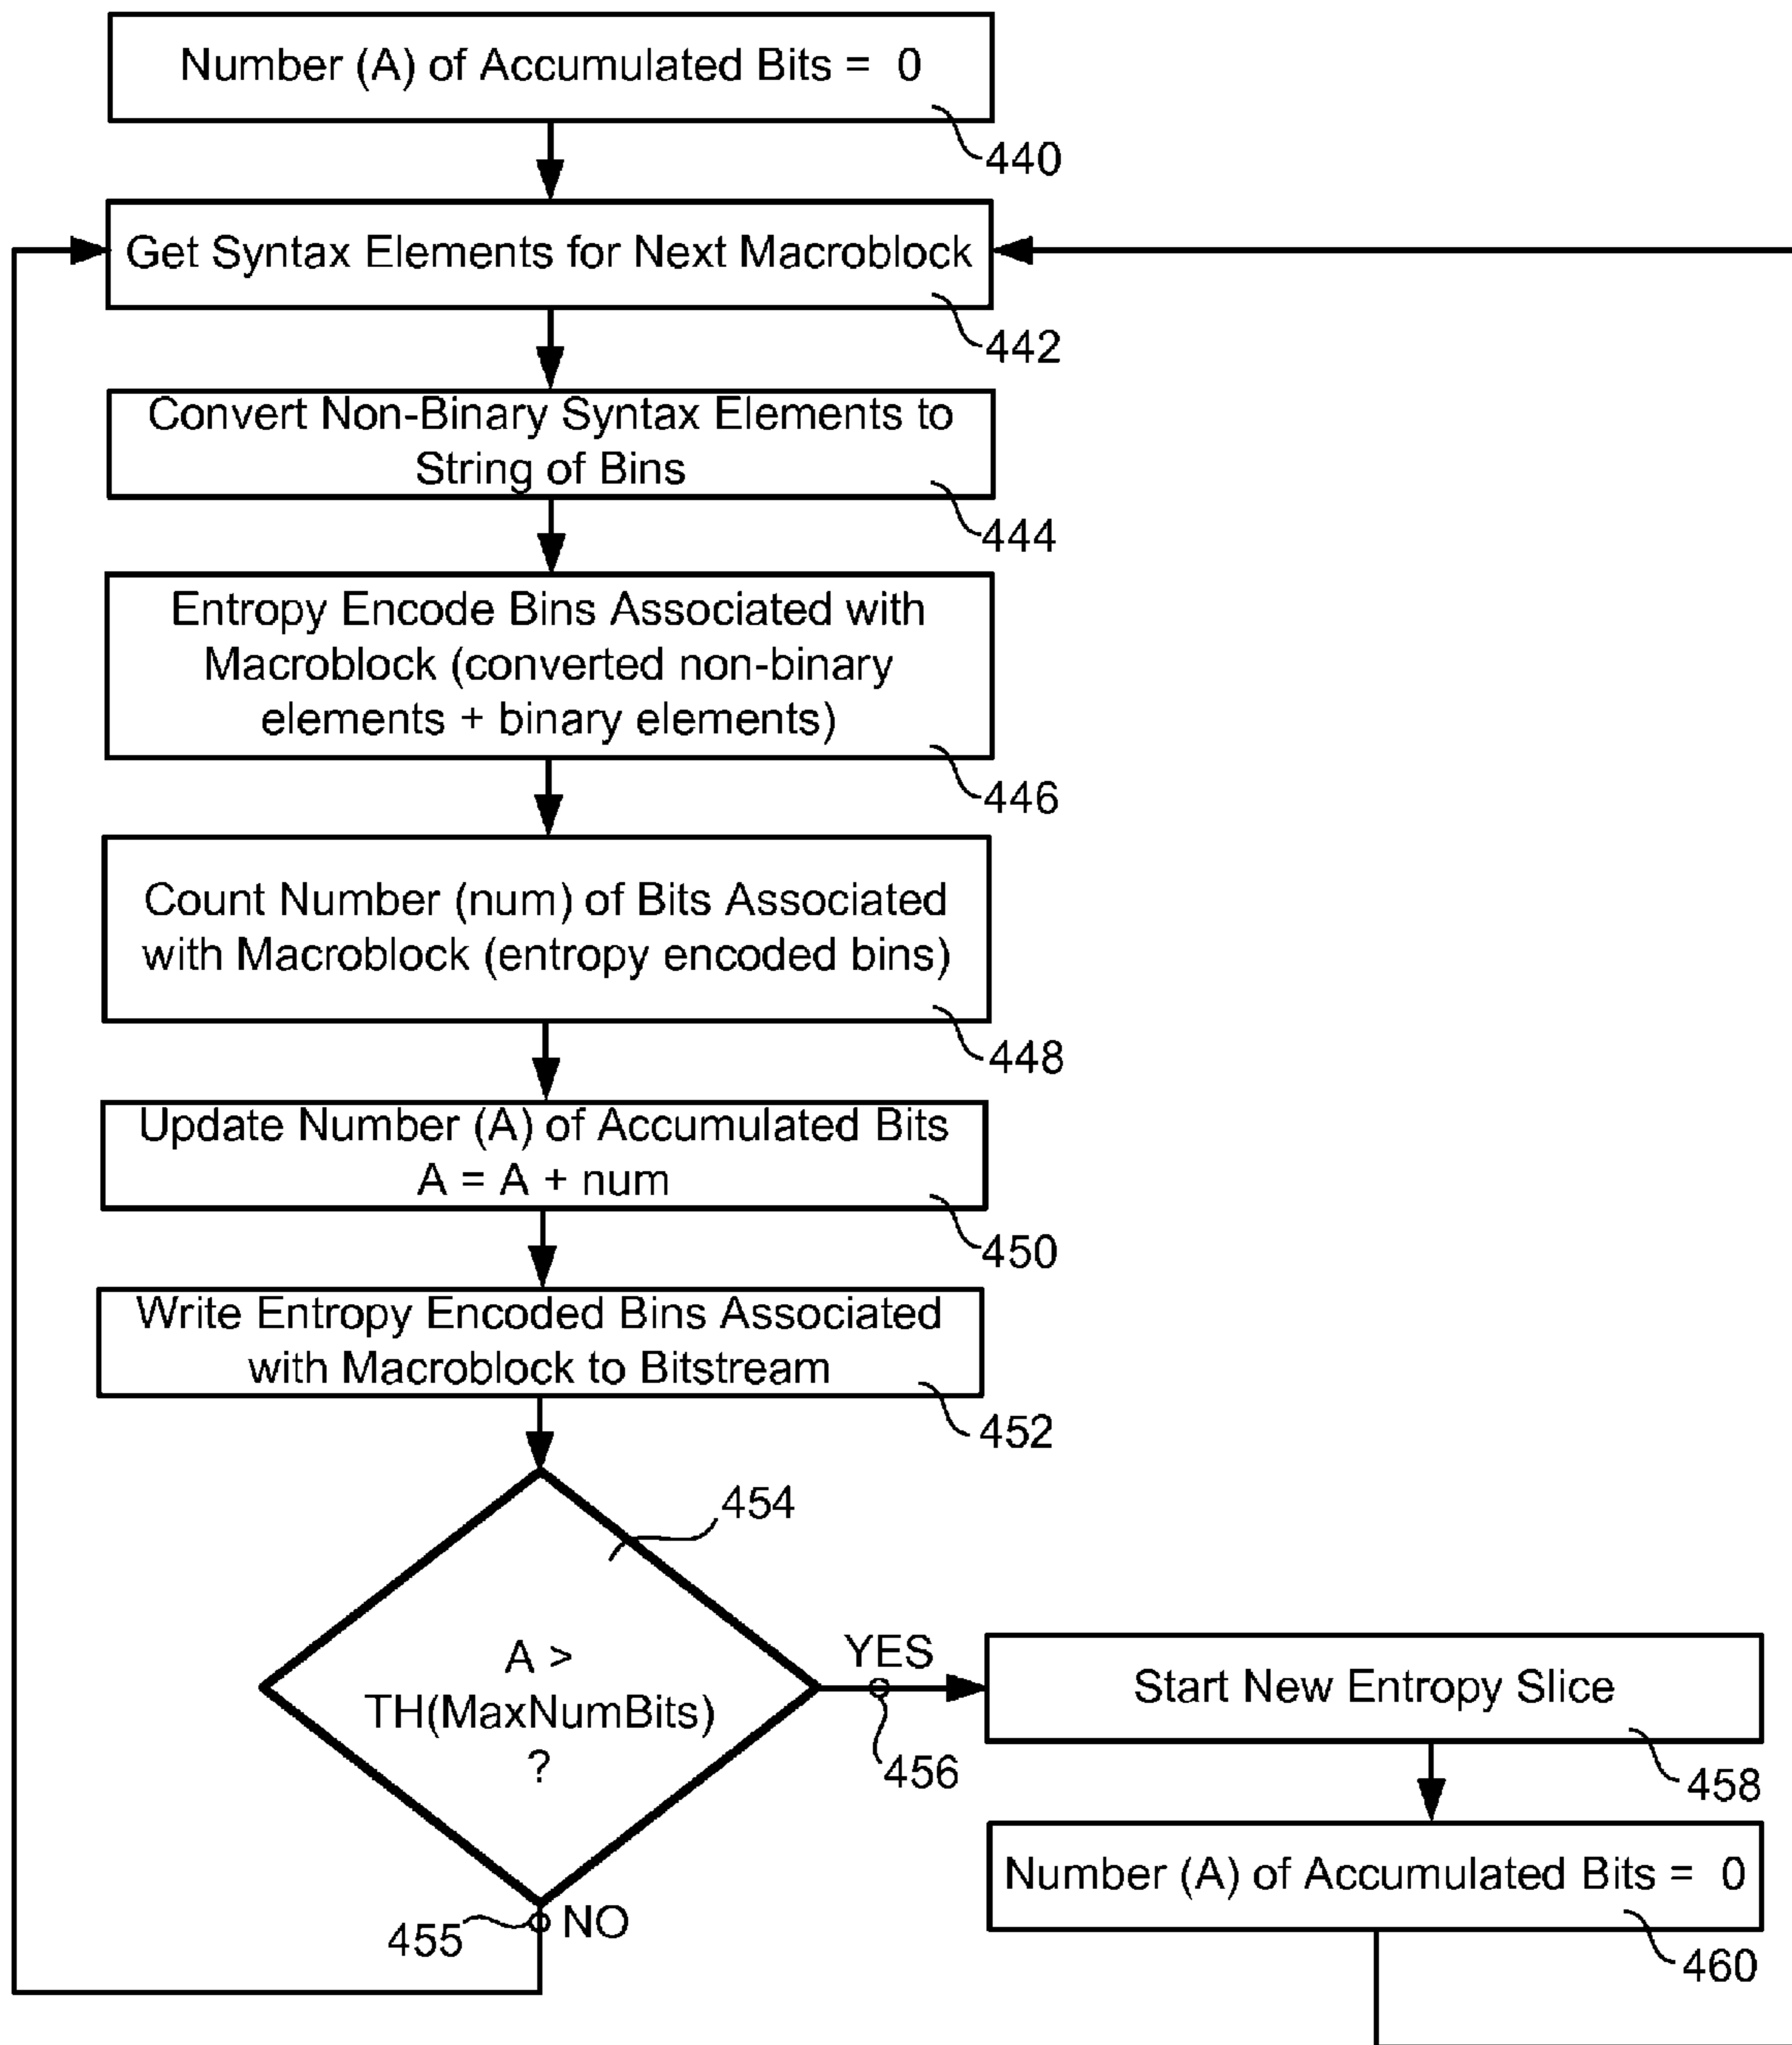 Number (A) of Accumulated Bits = 0
440
Get Syntax Elements for Next Macroblock
442
Convert Non-Binary Syntax Elements to
String of Bins
444
Entropy Encode Bins Associated with
Macroblock (converted non-binary
elements + binary elements)
446
Count Number (num) of Bits Associated
with Macroblock (entropy encoded bins)
448
Update Number (A) of Accumulated Bits
A = A + num
450
Write Entropy Encoded Bins Associated
with Macroblock to Bitstream
452
454
A >
TH(MaxNumBits)
?
YES
456
455
NO
Start New Entropy Slice
458
Number (A) of Accumulated Bits = 0
460